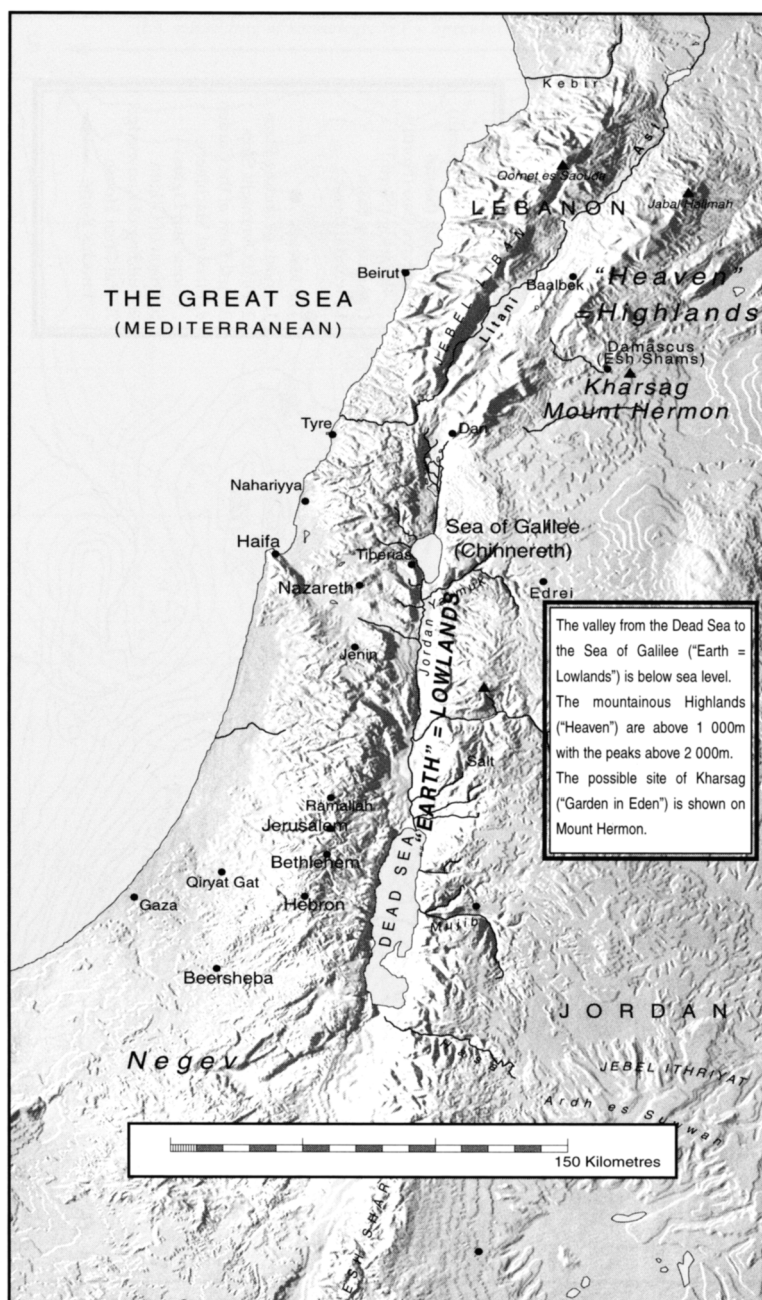 Kebir
Asi
Qornet es Saouda
LEBANON
Jabal Halimah
JEBEL LIBAN
Beirut
Baalbek
"Heaven"
=Highlands
THE GREAT SEA
(MEDITERRANEAN)
Litani
Damascus
(Esh Shams)
Kharsag
Mount Hermon
Tyre
Dan
Nahariyya
Sea of Galilee
(Chinnereth)
Haifa
Tiberias
Nazareth
Edrei
Jordan
"EARTH" = LOWLANDS
Jenin
The valley from the Dead Sea to
the Sea of Galilee ("Earth =
Lowlands") is below sea level.
The mountainous Highlands
("Heaven") are above 1 000m
with the peaks above 2 000m.
The possible site of Kharsag
("Garden in Eden") is shown on
Mount Hermon.
Salt
Ramallah
Jerusalem
Bethlehem
Qiryat Gat
Gaza
Hebron
DEAD SEA
Mujib
Beersheba
JORDAN
Negev
JEBEL ITHRIYAT
Ardh es Suwwan
150 Kilometres